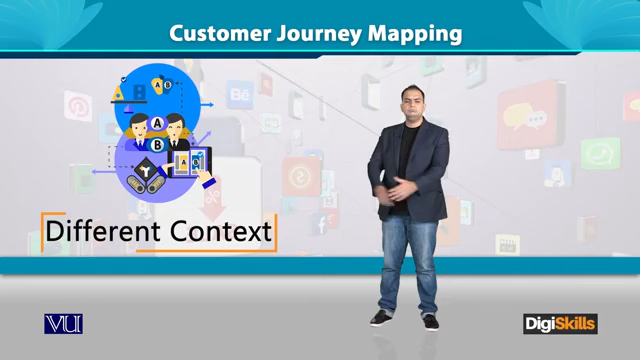 Customer Journey Mapping
A B
A
B
A
Different Context
VU
DigiSkills